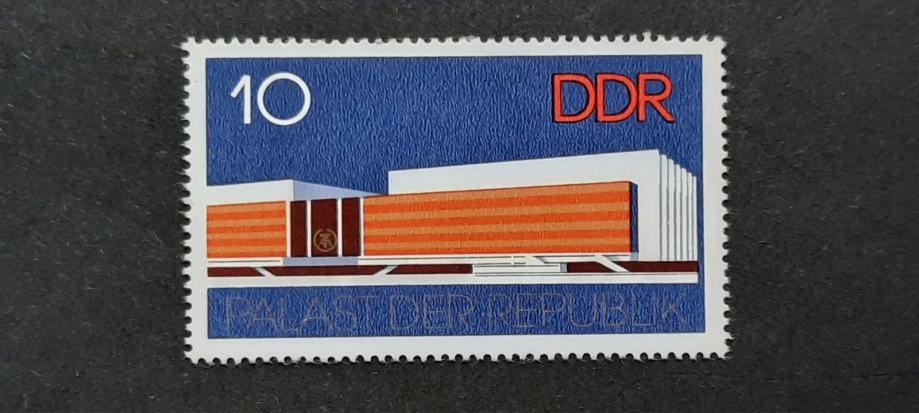 10 DDR
PALAST DER REPUBLIK